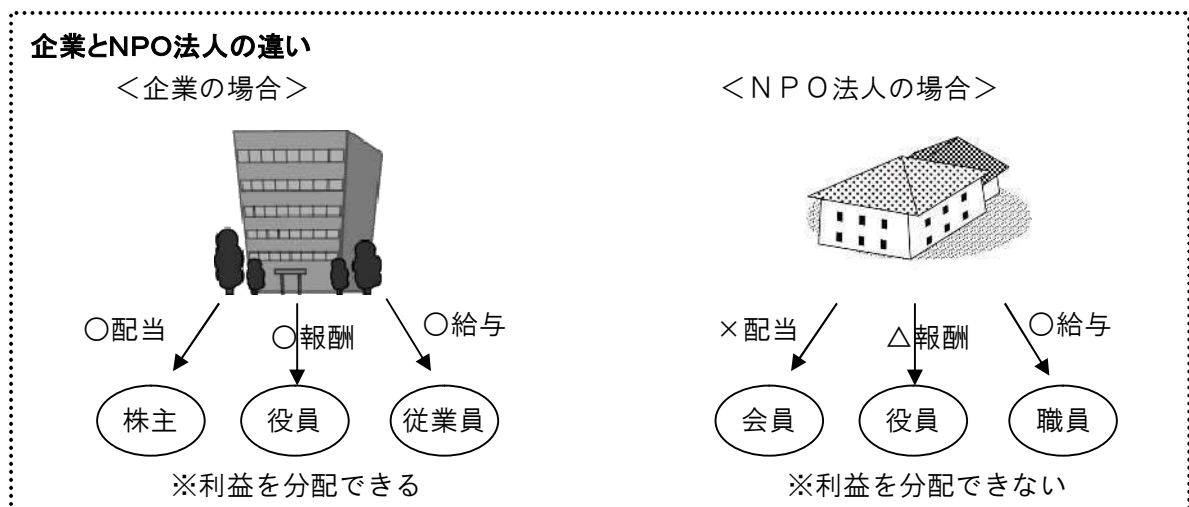 企業とNPO法人の違い
＜企業の場合＞
○配当
○報酬
○給与
株主
役員
従業員
※利益を分配できる
＜ＮＰＯ法人の場合＞
×配当
△報酬
○給与
会員
役員
職員
※利益を分配できない